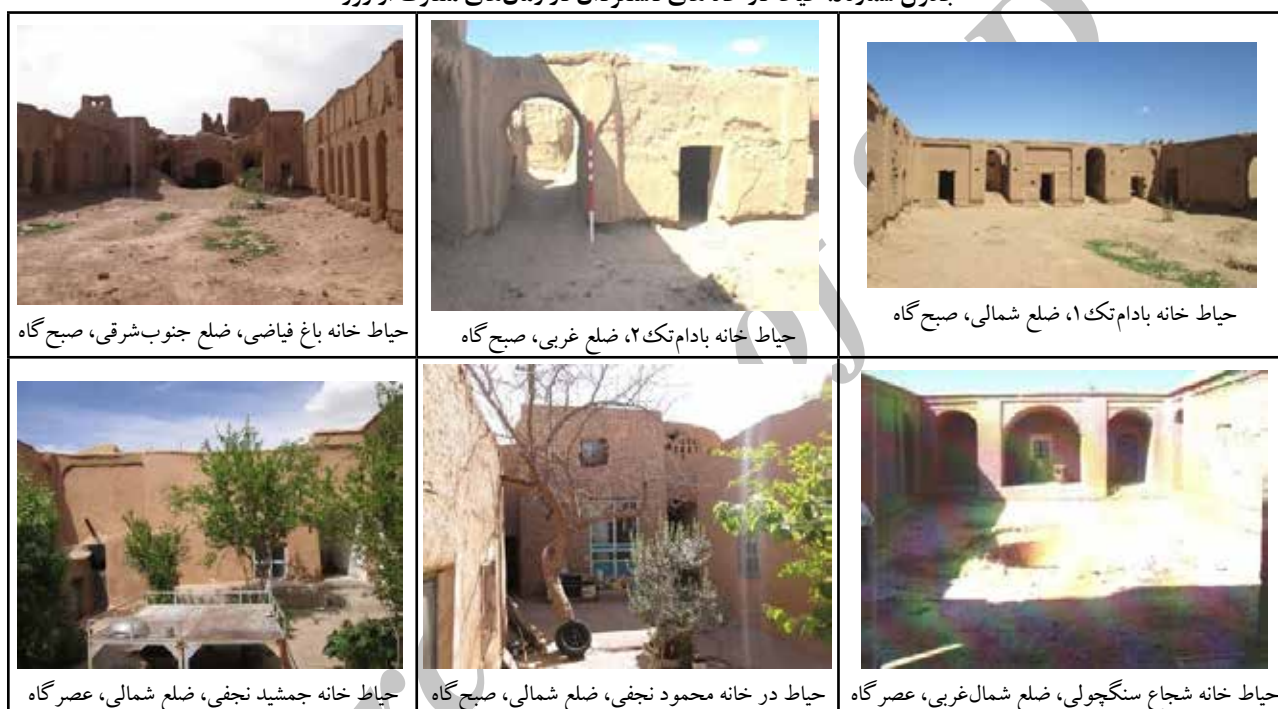 حیاط خانه بادام‌تک۱، ضلع شمالی، صبح‌گاه
حیاط خانه بادام‌تک۲، ضلع غربی، صبح‌گاه
حیاط خانه باغ فیاضی، ضلع جنوب‌شرقی، صبح‌گاه
حیاط خانه شجاع سنگچولی، ضلع شمال‌غربی، عصرگاه
حیاط در خانه محمود نجفی، ضلع شمالی، صبح‌گاه
حیاط خانه جمشید نجفی، ضلع شمالی، عصرگاه